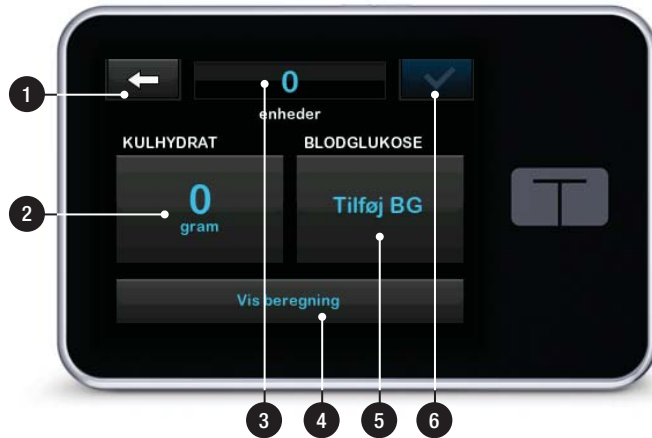 0
enheder
KULHYDRAT BLODGLUKOSE
0
gram
Tilføj BG
Vis beregning
1
2
3
4
5
6